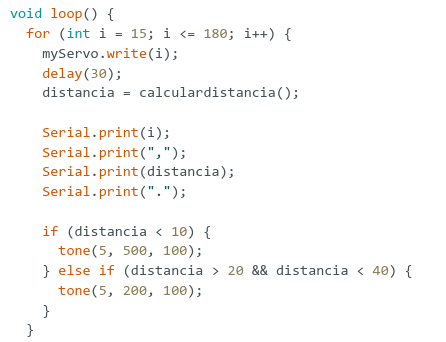 void loop() {
  for (int i = 15; i <= 180; i++) {
    myServo.write(i);
    delay(30);
    distancia = calculardistancia();

    Serial.print(i);
    Serial.print(",");
    Serial.print(distancia);
    Serial.print(".");

    if (distancia < 10) {
      tone(5, 500, 100);
    } else if (distancia > 20 && distancia < 40) {
      tone(5, 200, 100);
    }
  }